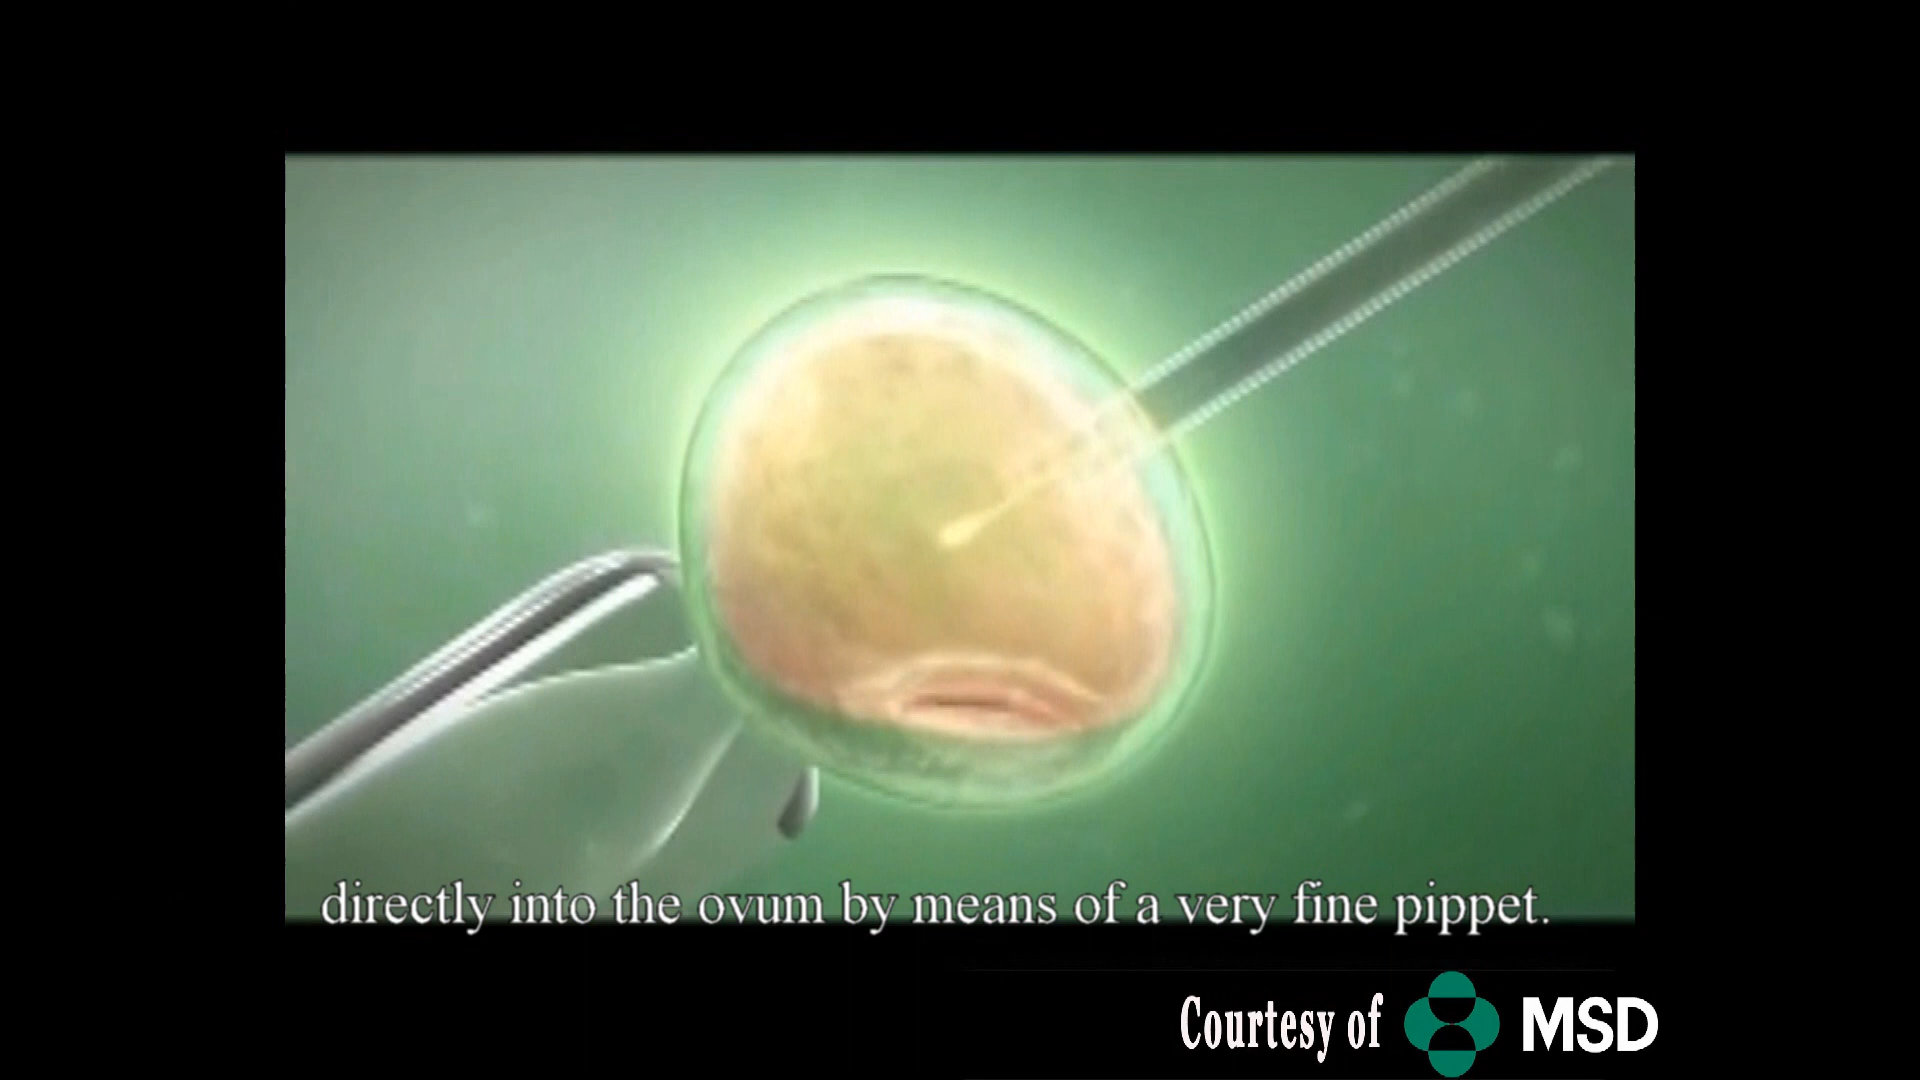 directly into the ovum by means of a very fine pippet.
Courtesy of MSD